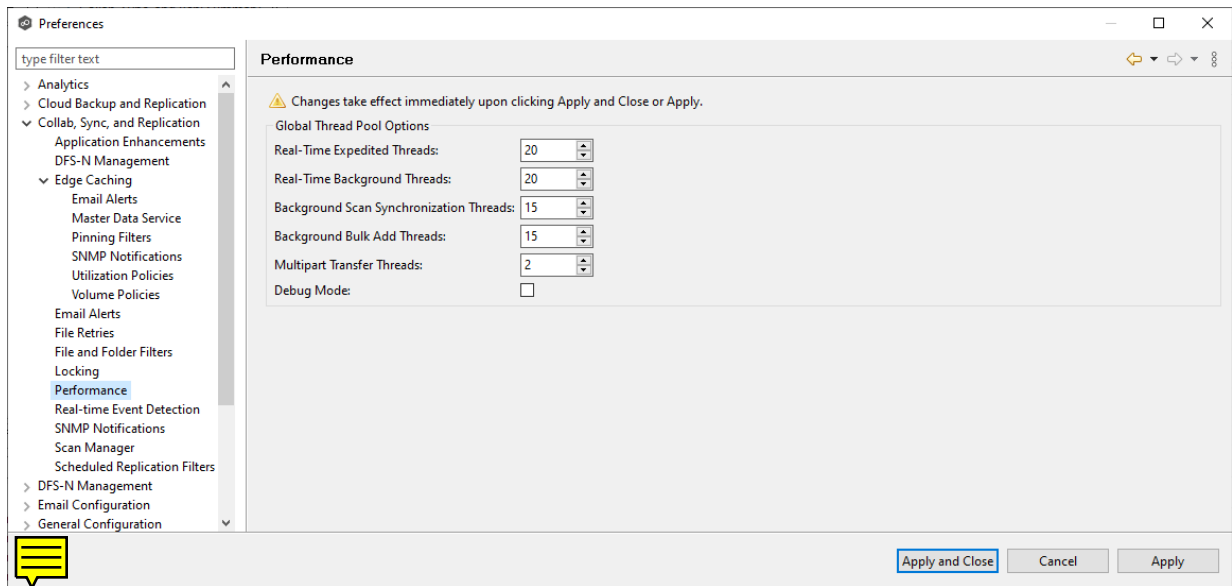 Preferences
type filter text
Analytics
Cloud Backup and Replication
Collab, Sync, and Replication
Application Enhancements
DFS-N Management
Edge Caching
Email Alerts
Master Data Service
Pinning Filters
SNMP Notifications
Utilization Policies
Volume Policies
Email Alerts
File Retries
File and Folder Filters
Locking
Performance
Real-time Event Detection
SNMP Notifications
Scan Manager
Scheduled Replication Filters
DFS-N Management
Email Configuration
General Configuration
Performance
Changes take effect immediately upon clicking Apply and Close or Apply.
Global Thread Pool Options
Real-Time Expedited Threads: 20
Real-Time Background Threads: 20
Background Scan Synchronization Threads: 15
Background Bulk Add Threads: 15
Multipart Transfer Threads: 2
Debug Mode:
Apply and Close Cancel Apply